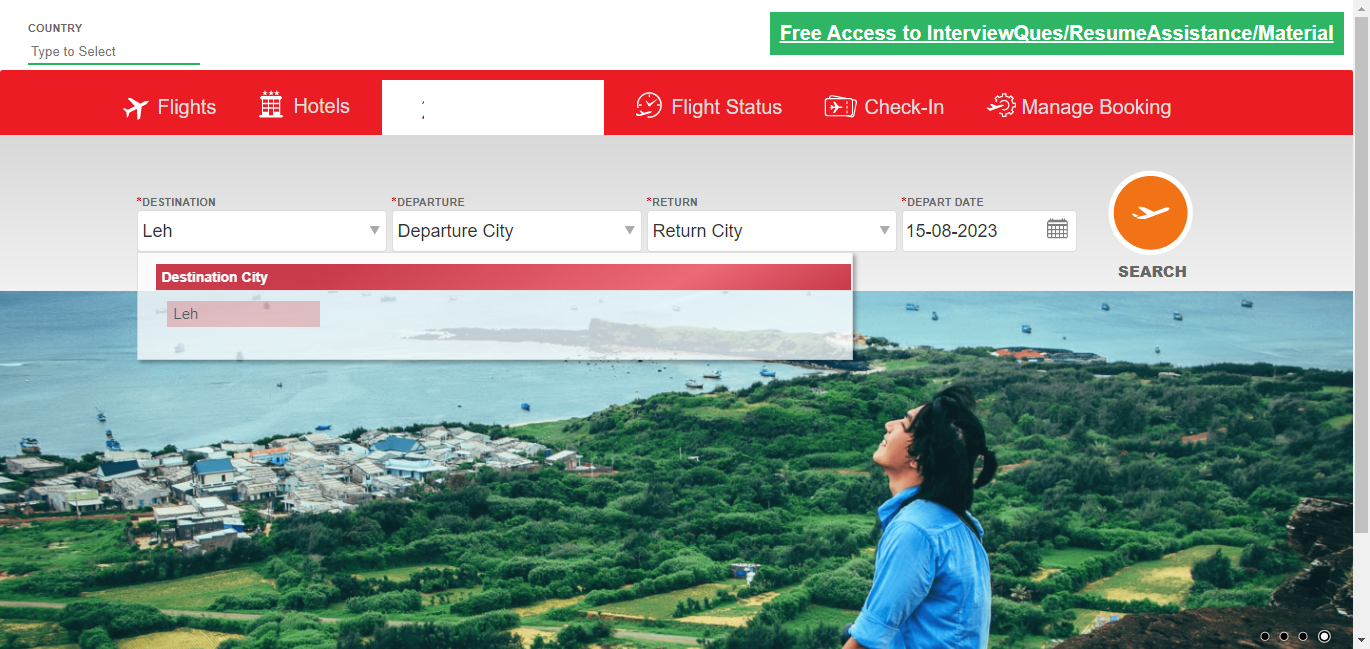 COUNTRY
Type to Select
Free Access to InterviewQues/ResumeAssistance/Material
Flights
Hotels
Flight Status
Check-In
Manage Booking
*DESTINATION
*DEPARTURE
*RETURN
*DEPART DATE
Leh
Departure City
Return City
15-08-2023
SEARCH
Destination City
Leh